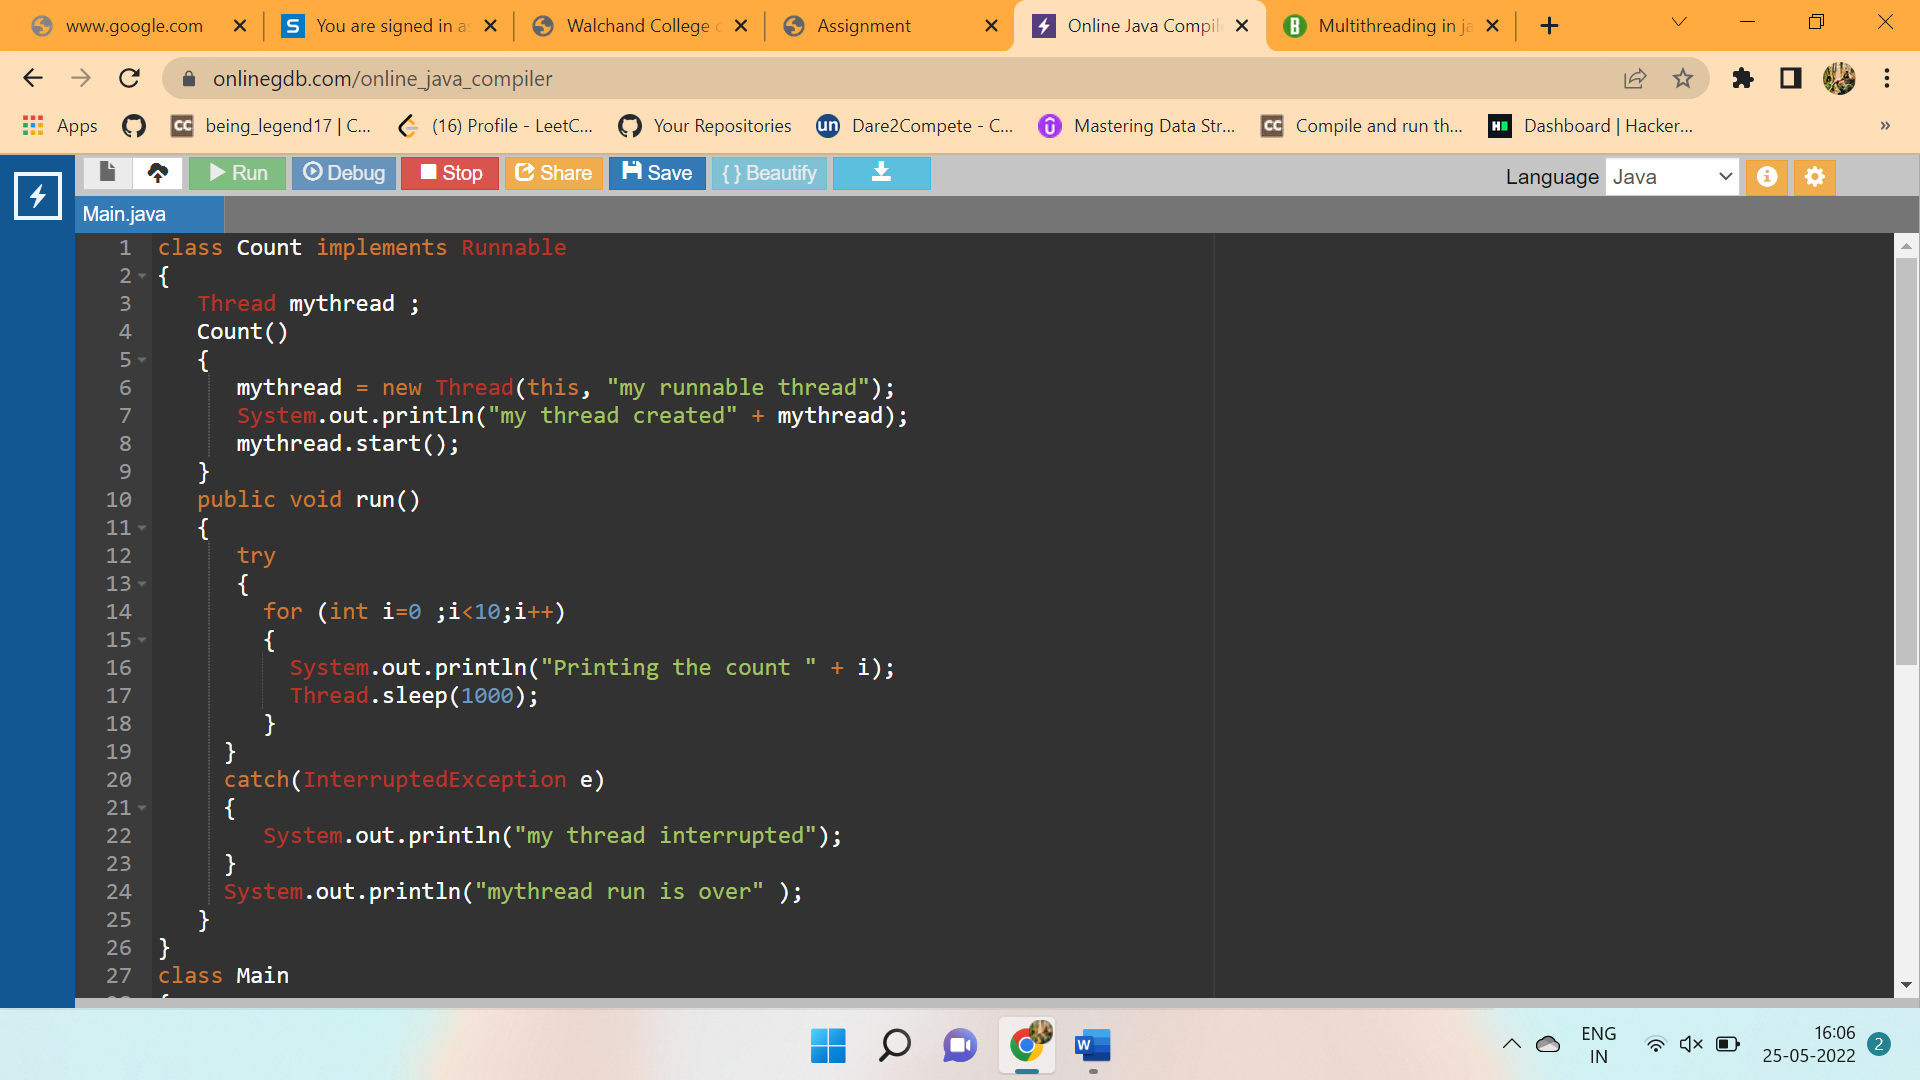 www.google.com
You are signed in as
Walchand College o
Assignment
Online Java Compil
Multithreading in ja
onlinegdb.com/online_java_compiler
Apps
being_legend17 | C...
(16) Profile - LeetC...
Your Repositories
un
Dare2Compete - C...
Mastering Data Str...
Compile and run th...
Dashboard | Hacker...
»
Run
Debug
Stop
Share
Save
{ } Beautify
Language
Java
Main.java
1 class Count implements Runnable
2 {
3 Thread mythread ;
4 Count()
5 {
6 mythread = new Thread(this, "my runnable thread");
7 System.out.println("my thread created" + mythread);
8 mythread.start();
9 }
10 public void run()
11 {
12 try
13 {
14 for (int i=0 ;i<10;i++)
15 {
16 System.out.println("Printing the count " + i);
17 Thread.sleep(1000);
18 }
19 }
20 catch(InterruptedException e)
21 {
22 System.out.println("my thread interrupted");
23 }
24 System.out.println("mythread run is over" );
25 }
26 }
27 class Main
ENG
IN
16:06
25-05-2022
2